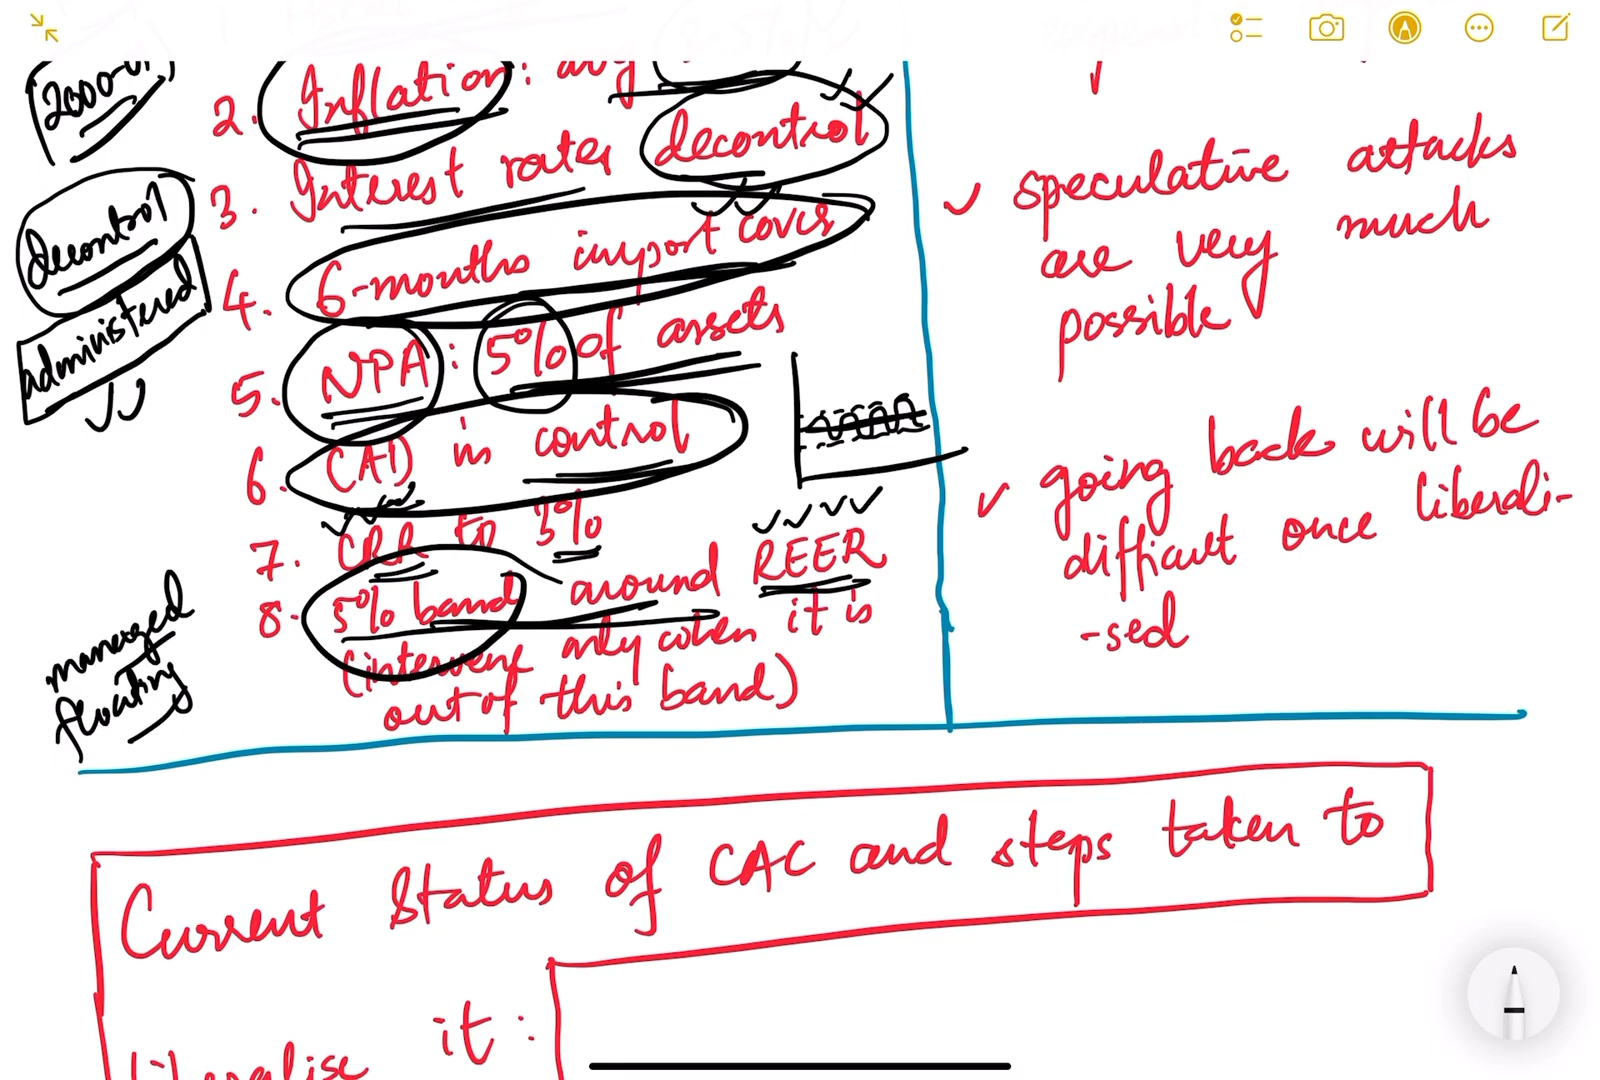 2000-01
2. Inflation: avg
3. Interest rates decontrol
decontrol
administered
4. 6-months import cover
5. NPA: 5% of assets
6. CAD in control
7. CRR to 3%
8. 5% band around REER
(intervene only when it is
out of this band)
managed
floating
speculative attacks
are very much
possible
going back will be
difficult once liberali-
-sed
Current Status of CAC and steps taken to
liberalise it: